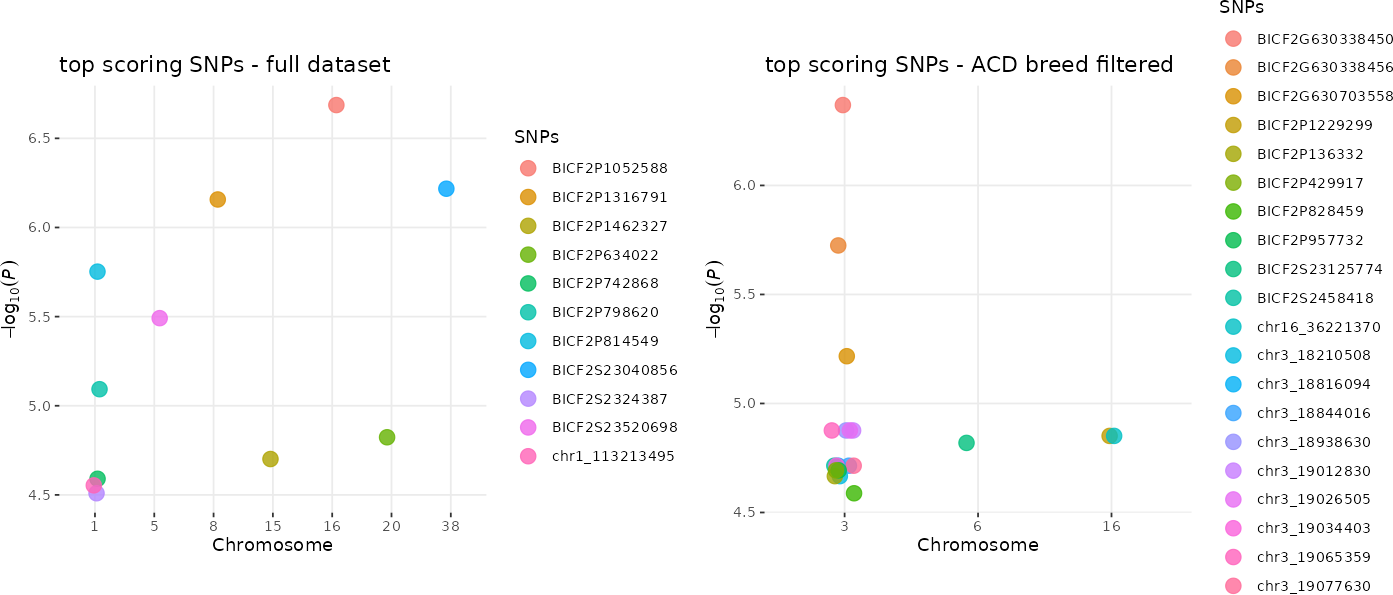 top scoring SNPs - full dataset
−log10(P)
6.5
6.0
5.5
5.0
4.5
1 5 8 15 16 20 38
Chromosome
SNPs
BICF2P1052588
BICF2P1316791
BICF2P1462327
BICF2P634022
BICF2P742868
BICF2P798620
BICF2P814549
BICF2S23040856
BICF2S2324387
BICF2S23520698
chr1_113213495
top scoring SNPs - ACD breed filtered
−log10(P)
6.0
5.5
5.0
4.5
3 6 16
Chromosome
SNPs
BICF2G630338450
BICF2G630338456
BICF2G630703558
BICF2P1229299
BICF2P136332
BICF2P429917
BICF2P828459
BICF2P957732
BICF2S23125774
BICF2S2458418
chr16_36221370
chr3_18210508
chr3_18816094
chr3_18844016
chr3_18938630
chr3_19012830
chr3_19026505
chr3_19034403
chr3_19065359
chr3_19077630